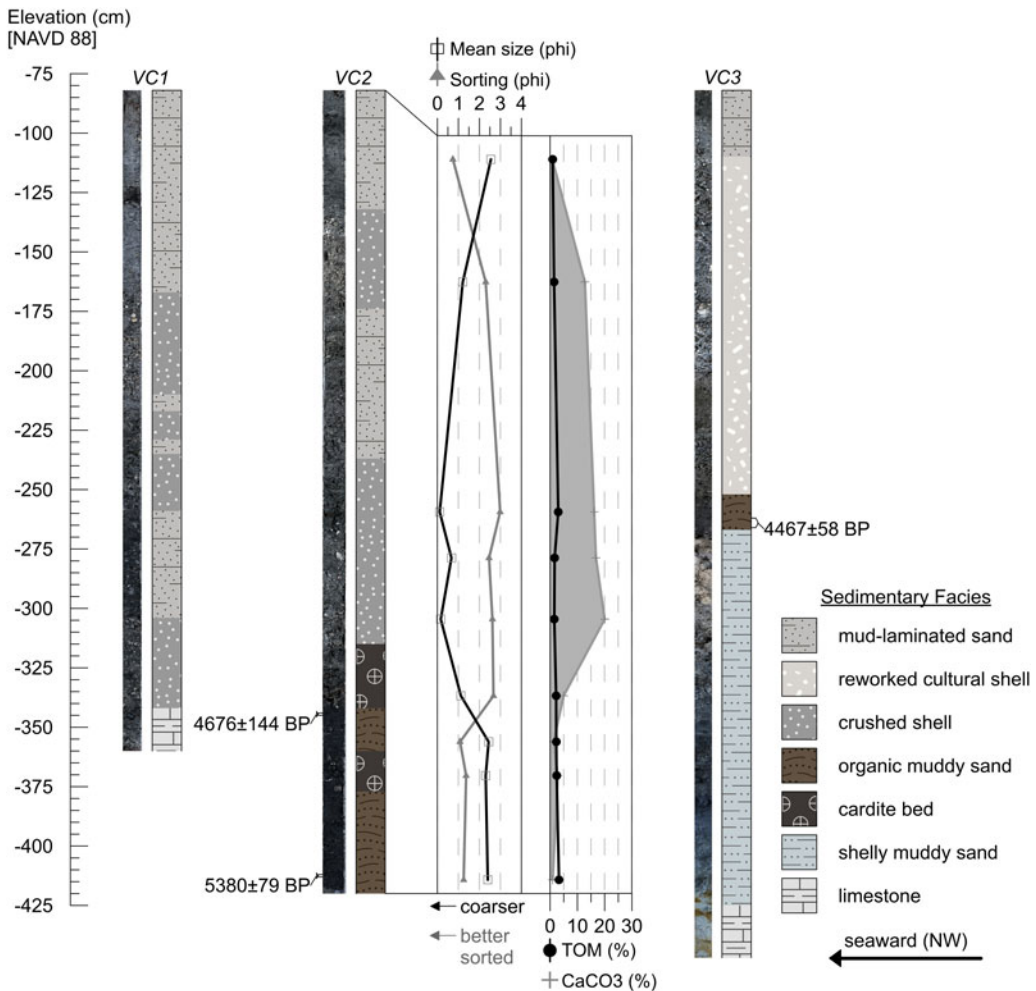 Elevation (cm)
[NAVD 88]
Mean size (phi)
Sorting (phi)
0 1 2 3 4
VC1
VC2
VC3
-75
-100
-125
-150
-175
-200
-225
-250
-275
-300
-325
-350
-375
-400
-425
4467±58 BP
4676±144 BP
5380±79 BP
Sedimentary Facies
mud-laminated sand
reworked cultural shell
crushed shell
organic muddy sand
cardite bed
shelly muddy sand
limestone
seaward (NW)
coarser
better
sorted
0 10 20 30
TOM (%)
CaCO3 (%)